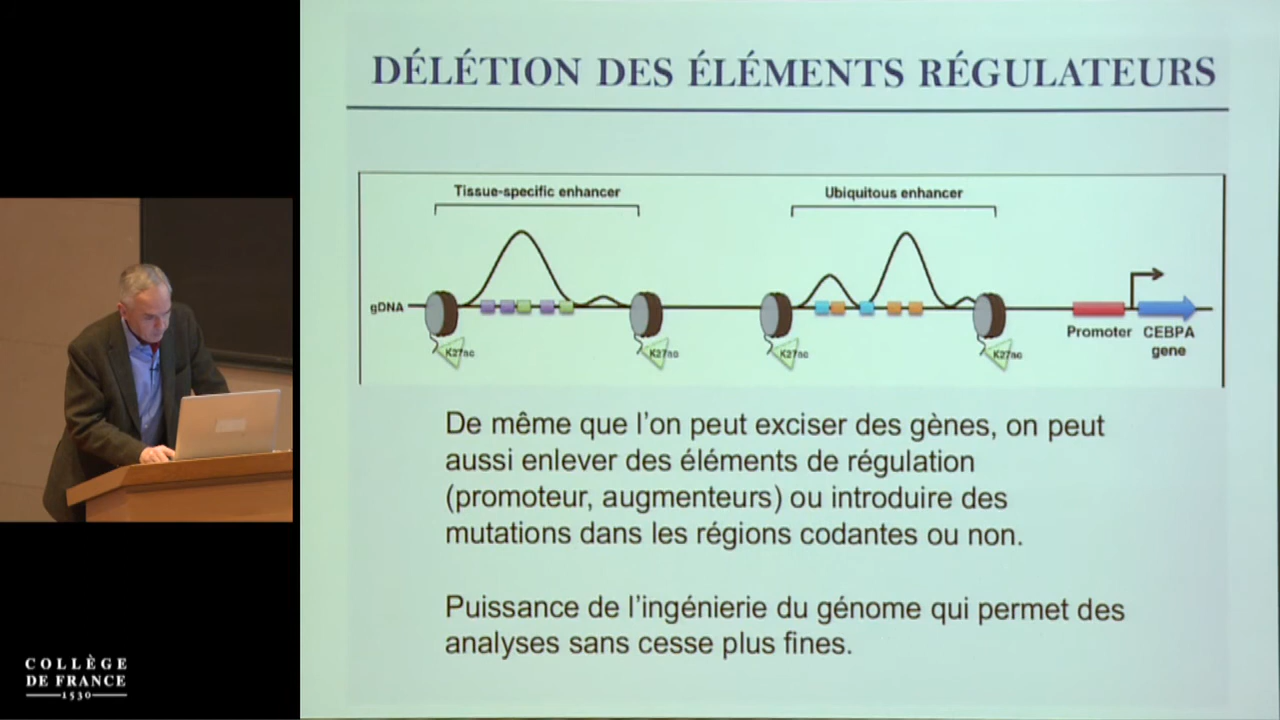 DÉLÉTION DES ÉLÉMENTS RÉGULATEURS
Tissue-specific enhancer
Ubiquitous enhancer
gDNA
K27ac
K27ac
K27ac
K27ac
Promoter
CEBPA
gene
De même que l'on peut exciser des gènes, on peut
aussi enlever des éléments de régulation
(promoteur, augmenteurs) ou introduire des
mutations dans les régions codantes ou non.
Puissance de l'ingénierie du génome qui permet des
analyses sans cesse plus fines.
COLLÈGE
DE FRANCE
1530